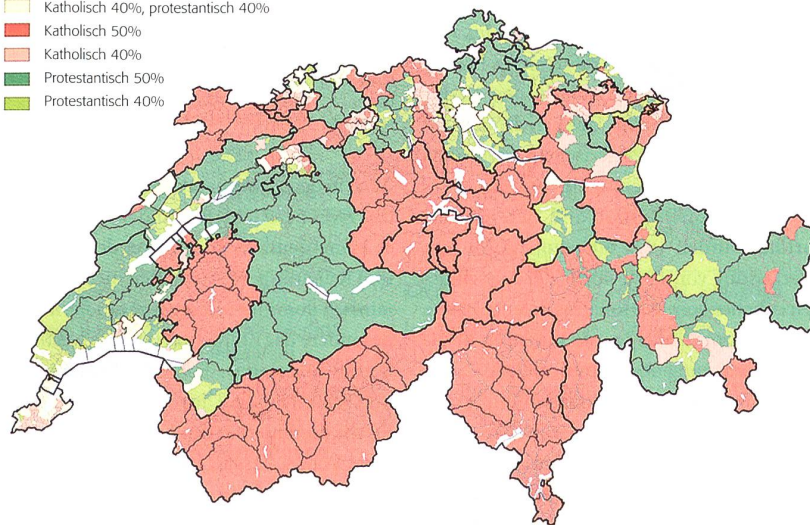 Katholisch 40%, protestantisch 40%
Katholisch 50%
Katholisch 40%
Protestantisch 50%
Protestantisch 40%